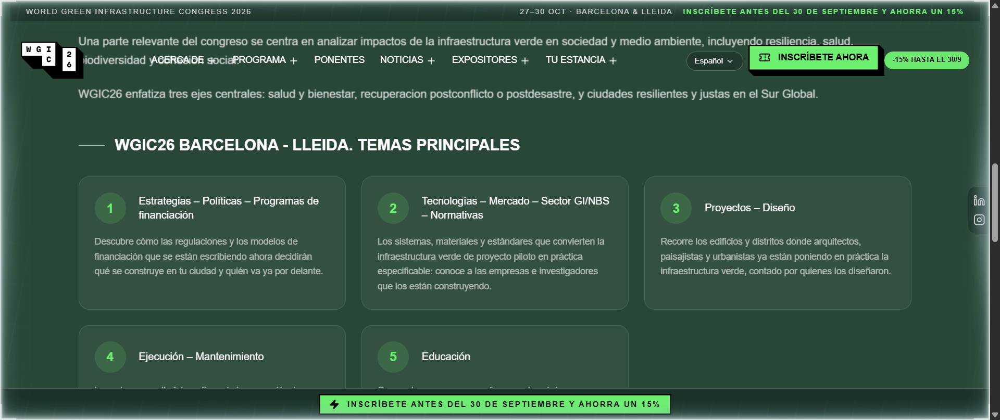 WORLD GREEN INFRASTRUCTURE CONGRESS 2026
27–30 OCT · BARCELONA & LLEIDA
INSCRÍBETE ANTES DEL 30 DE SEPTIEMBRE Y AHORRA UN 15%
Una parte relevante del congreso se centra en analizar impactos de la infraestructura verde en sociedad y medio ambiente, incluyendo resiliencia, salud,
biodiversidad y cohesión social.
W G I
C
2
6
ACERCA DE +
PROGRAMA +
PONENTES
NOTICIAS +
EXPOSITORES +
TU ESTANCIA +
Español
INSCRÍBETE AHORA
-15% HASTA EL 30/9
WGIC26 enfatiza tres ejes centrales: salud y bienestar, recuperacion postconflicto o postdesastre, y ciudades resilientes y justas en el Sur Global.
WGIC26 BARCELONA - LLEIDA. TEMAS PRINCIPALES
1
Estrategias – Políticas – Programas de
financiación
Descubre cómo las regulaciones y los modelos de
financiación que se están escribiendo ahora decidirán
qué se construye en tu ciudad y quién va ya por delante.
2
Tecnologías – Mercado – Sector GI/NBS
– Normativas
Los sistemas, materiales y estándares que convierten la
infraestructura verde de proyecto piloto en práctica
especificable: conoce a las empresas e investigadores
que los están construyendo.
3
Proyectos – Diseño
Recorre los edificios y distritos donde arquitectos,
paisajistas y urbanistas ya están poniendo en práctica la
infraestructura verde, contado por quienes los diseñaron.
4
Ejecución – Mantenimiento
5
Educación
INSCRÍBETE ANTES DEL 30 DE SEPTIEMBRE Y AHORRA UN 15%